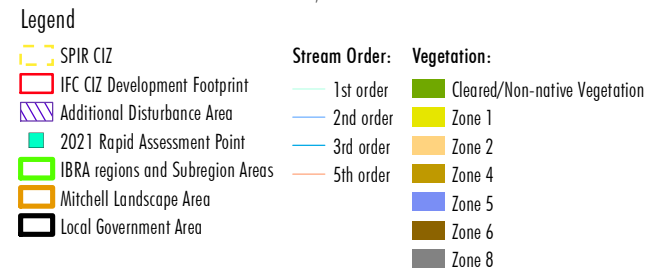 Legend
SPIR CIZ
IFC CIZ Development Footprint
Additional Disturbance Area
2021 Rapid Assessment Point
IBRA regions and Subregion Areas
Mitchell Landscape Area
Local Government Area
Stream Order:
1st order
2nd order
3rd order
5th order
Vegetation:
Cleared/Non-native Vegetation
Zone 1
Zone 2
Zone 4
Zone 5
Zone 6
Zone 8